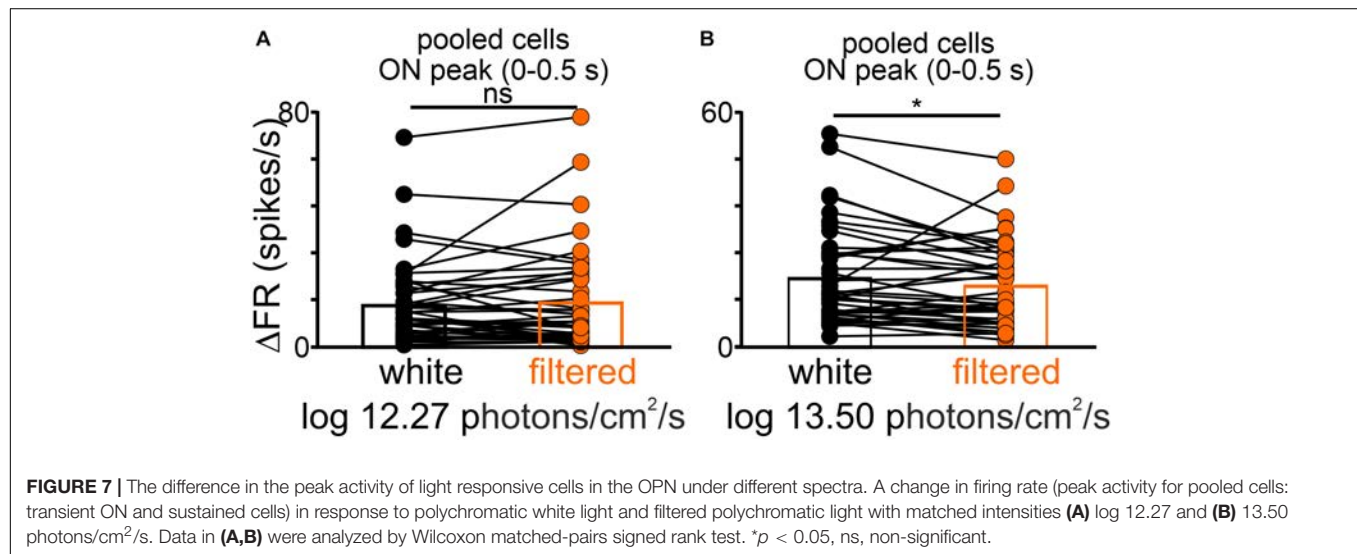 A
pooled cells
ON peak (0-0.5 s)
ns
80
0
ΔFR (spikes/s)
white
filtered
log 12.27 photons/cm²/s
B
pooled cells
ON peak (0-0.5 s)
*
60
0
white
filtered
log 13.50 photons/cm²/s
FIGURE 7 | The difference in the peak activity of light responsive cells in the OPN under different spectra. A change in firing rate (peak activity for pooled cells:
transient ON and sustained cells) in response to polychromatic white light and filtered polychromatic light with matched intensities (A) log 12.27 and (B) 13.50
photons/cm²/s. Data in (A,B) were analyzed by Wilcoxon matched-pairs signed rank test. *p < 0.05, ns, non-significant.